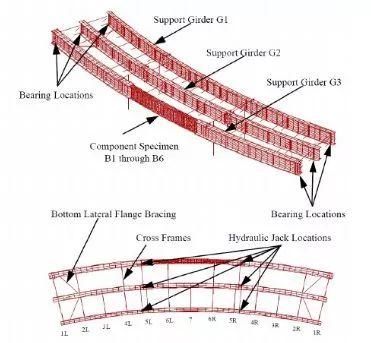 Support Girder G1
Support Girder G2
Support Girder G3
Bearing Locations
Component Specimen
B1 through B6
Bearing Locations
Bottom Lateral Flange Bracing
Cross Frames
Hydraulic Jack Locations
1L 2L 3L 4L 5L 6L 7 6R 5R 4R 3R 2R 1R